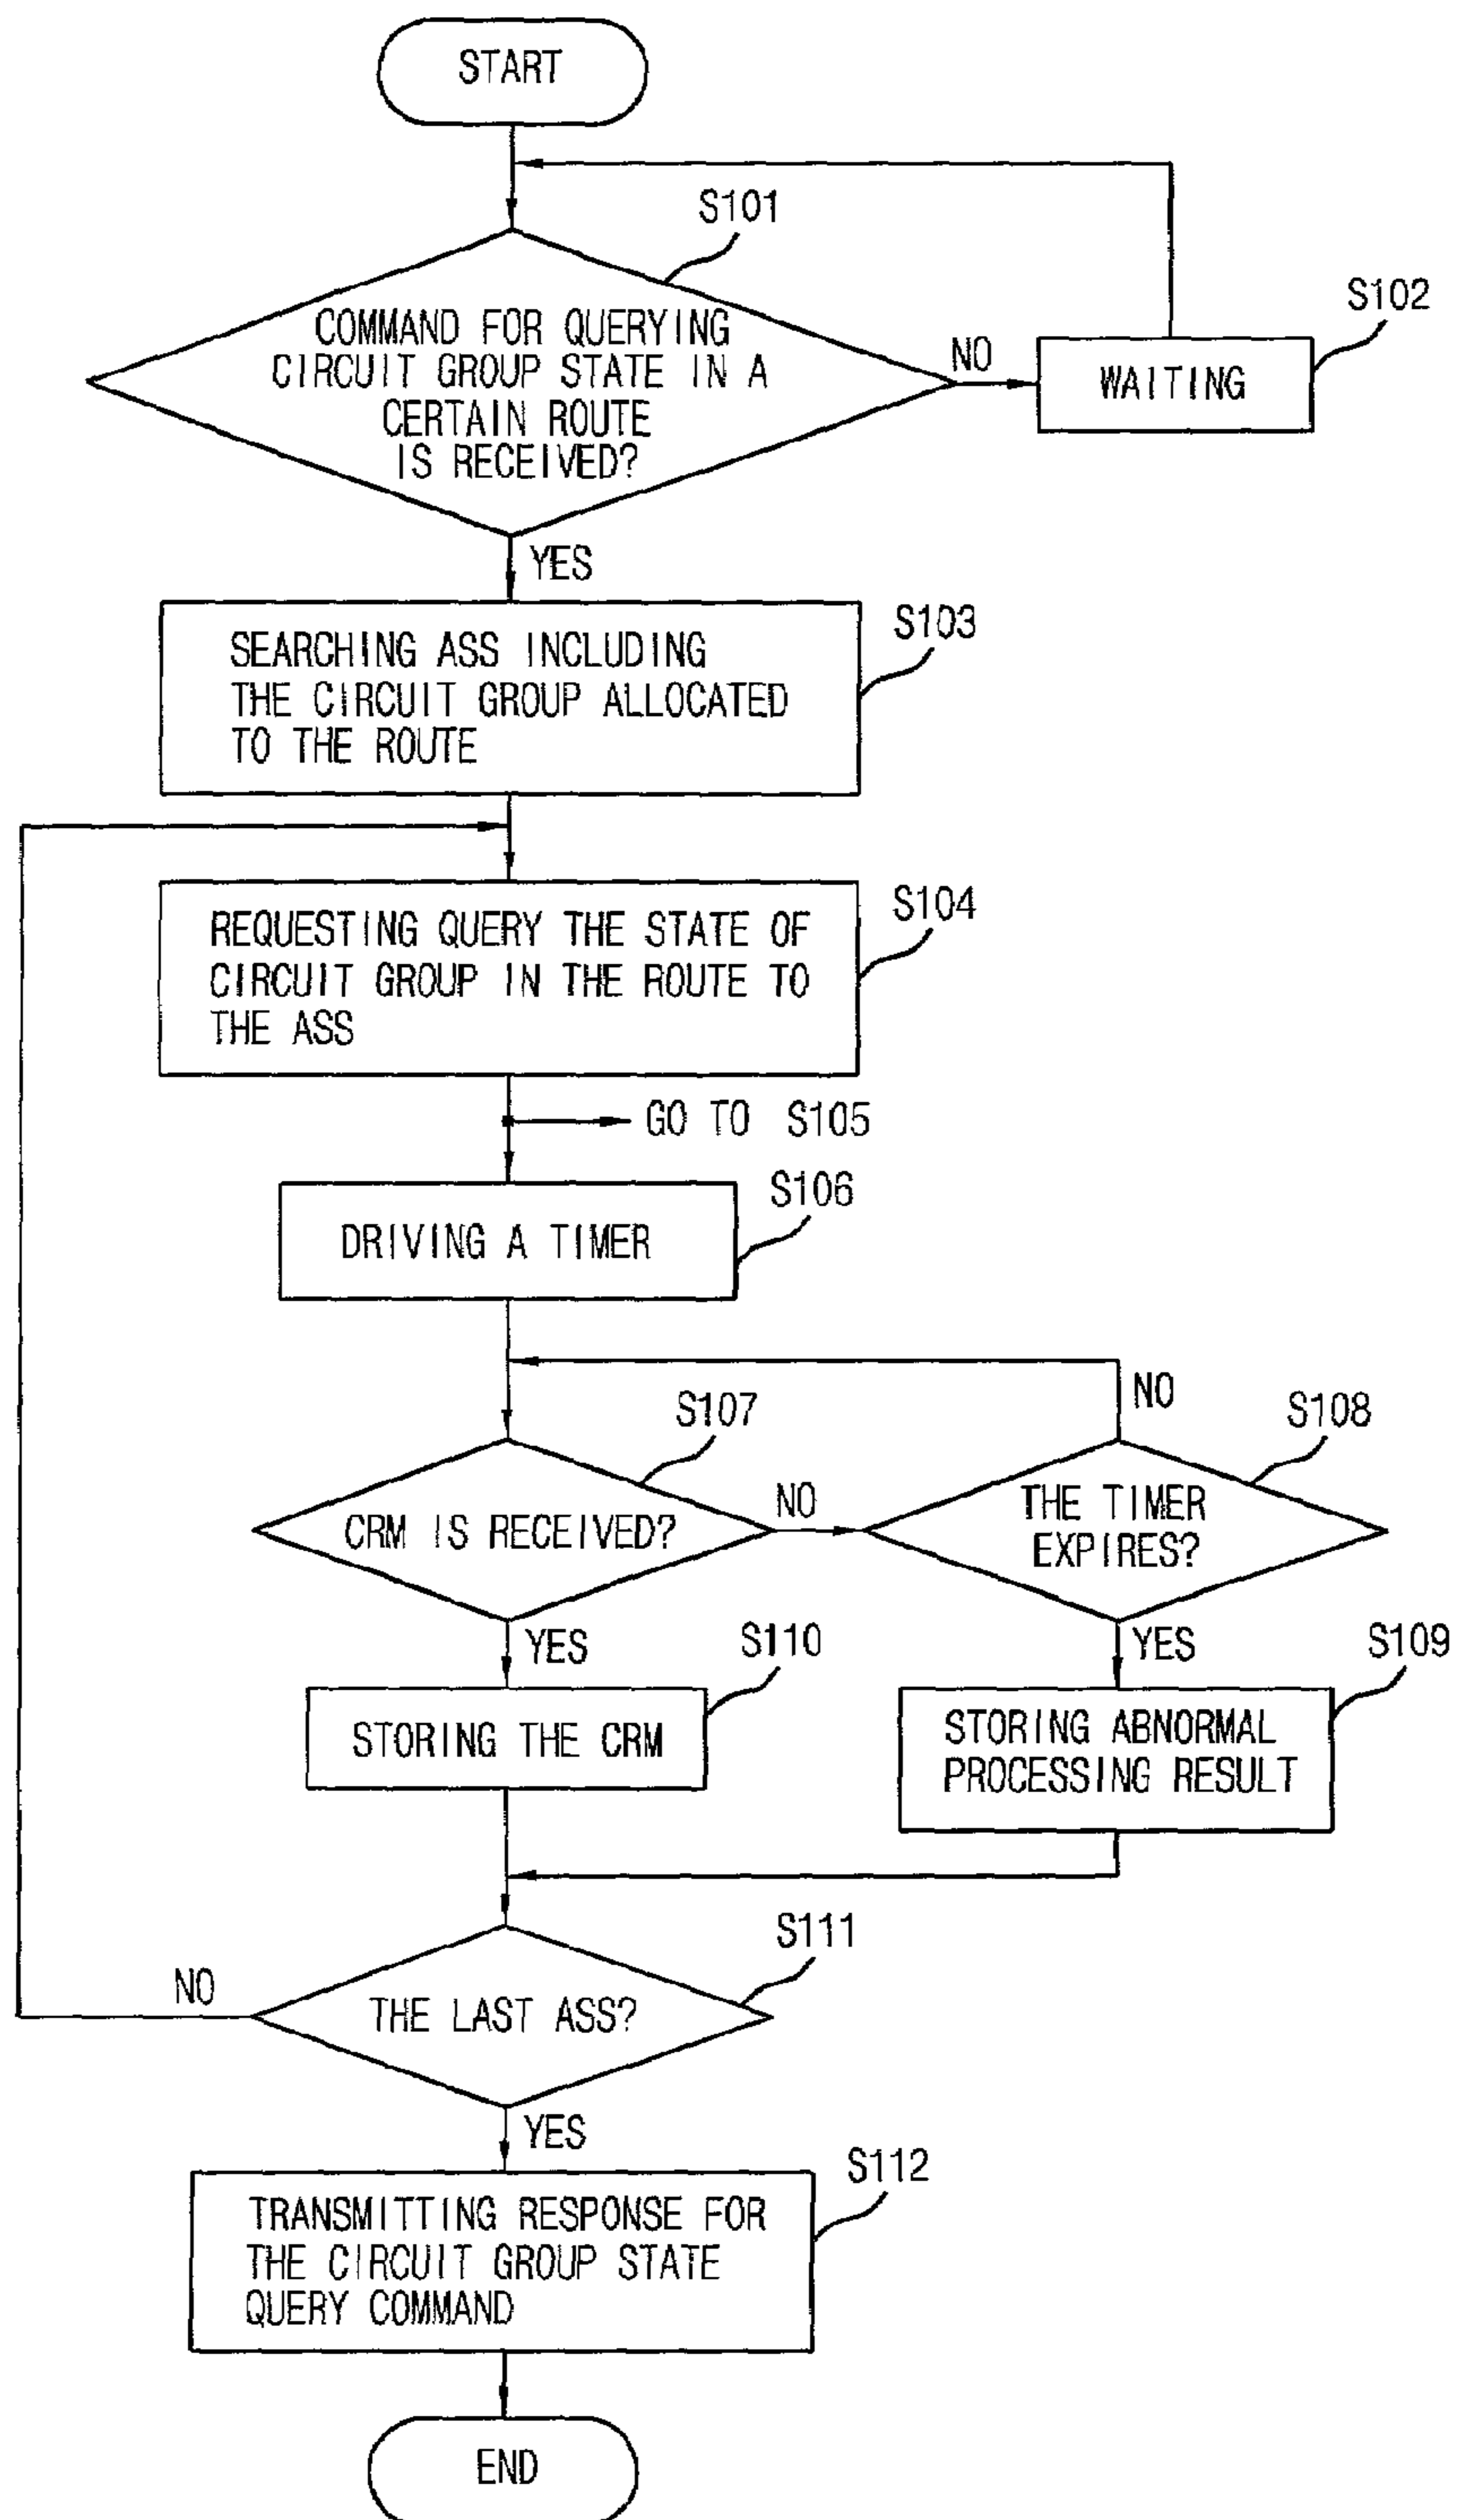 START
S101
COMMAND FOR QUERYING
CIRCUIT GROUP STATE IN A
CERTAIN ROUTE
IS RECEIVED?
NO
S102
WAITING
YES
S103
SEARCHING ASS INCLUDING
THE CIRCUIT GROUP ALLOCATED
TO THE ROUTE
S104
REQUESTING QUERY THE STATE OF
CIRCUIT GROUP IN THE ROUTE TO
THE ASS
GO TO S105
S106
DRIVING A TIMER
NO
S107
S108
CRM IS RECEIVED?
NO
THE TIMER
EXPIRES?
YES
S110
YES
S109
STORING THE CRM
STORING ABNORMAL
PROCESSING RESULT
S111
NO
THE LAST ASS?
YES
S112
TRANSMITTING RESPONSE FOR
THE CIRCUIT GROUP STATE
QUERY COMMAND
END